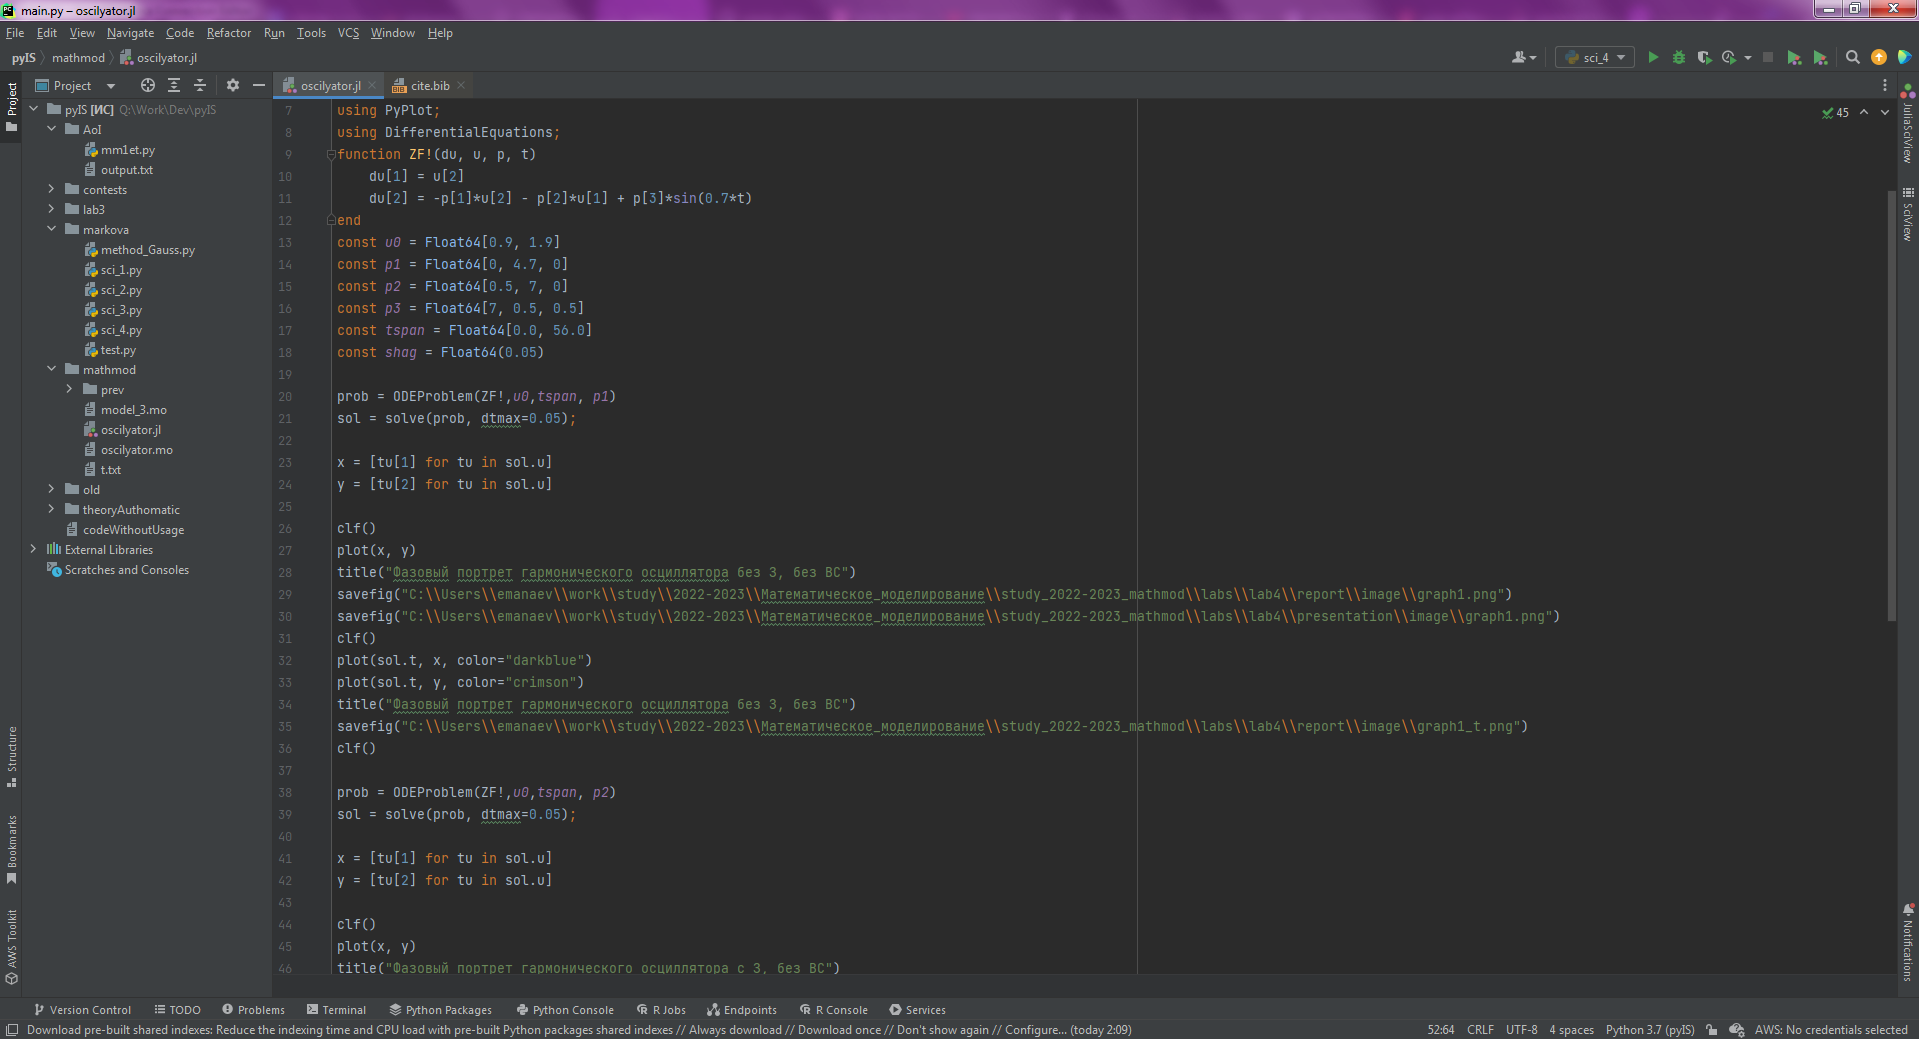 main.py – oscilyator.jl
File Edit View Navigate Code Refactor Run Tools VCS Window Help
pyIS mathmod oscilyator.jl
sci_4
Project
oscilyator.jl
cite.bib
Project
pyIS [ИС] Q:\Work\Dev\pyIS
AoI
mm1et.py
output.txt
contests
lab3
markova
method_Gauss.py
sci_1.py
sci_2.py
sci_3.py
sci_4.py
test.py
mathmod
prev
model_3.mo
oscilyator.jl
oscilyator.mo
t.txt
old
theoryAuthomatic
codeWithoutUsage
External Libraries
Scratches and Consoles
Structure
Bookmarks
AWS Toolkit
7 using PyPlot;
8 using DifferentialEquations;
9 function ZF!(du, u, p, t)
10 du[1] = u[2]
11 du[2] = -p[1]*u[2] - p[2]*u[1] + p[3]*sin(0.7*t)
12 end
13 const u0 = Float64[0.9, 1.9]
14 const p1 = Float64[0, 4.7, 0]
15 const p2 = Float64[0.5, 7, 0]
16 const p3 = Float64[7, 0.5, 0.5]
17 const tspan = Float64[0.0, 56.0]
18 const shag = Float64(0.05)
19
20 prob = ODEProblem(ZF!,u0,tspan, p1)
21 sol = solve(prob, dtmax=0.05);
22
23 x = [tu[1] for tu in sol.u]
24 y = [tu[2] for tu in sol.u]
25
26 clf()
27 plot(x, y)
28 title("Фазовый портрет гармонического осциллятора без З, без ВС")
29 savefig("C:\\Users\\emanaev\\work\\study\\2022-2023\\Математическое_моделирование\\study_2022-2023_mathmod\\labs\\lab4\\report\\image\\graph1.png")
30 savefig("C:\\Users\\emanaev\\work\\study\\2022-2023\\Математическое_моделирование\\study_2022-2023_mathmod\\labs\\lab4\\presentation\\image\\graph1.png")
31 clf()
32 plot(sol.t, x, color="darkblue")
33 plot(sol.t, y, color="crimson")
34 title("Фазовый портрет гармонического осциллятора без З, без ВС")
35 savefig("C:\\Users\\emanaev\\work\\study\\2022-2023\\Математическое_моделирование\\study_2022-2023_mathmod\\labs\\lab4\\report\\image\\graph1_t.png")
36 clf()
37
38 prob = ODEProblem(ZF!,u0,tspan, p2)
39 sol = solve(prob, dtmax=0.05);
40
41 x = [tu[1] for tu in sol.u]
42 y = [tu[2] for tu in sol.u]
43
44 clf()
45 plot(x, y)
46 title("Фазовый портрет гармонического осциллятора с З, без ВС")
45
JuliaSciView
SciView
Notifications
Version Control TODO Problems Terminal Python Packages Python Console R Jobs Endpoints R Console Services
Download pre-built shared indexes: Reduce the indexing time and CPU load with pre-built Python packages shared indexes // Always download // Download once // Don't show again // Configure... (today 2:09)
52:64 CRLF UTF-8 4 spaces Python 3.7 (pyIS) AWS: No credentials selected